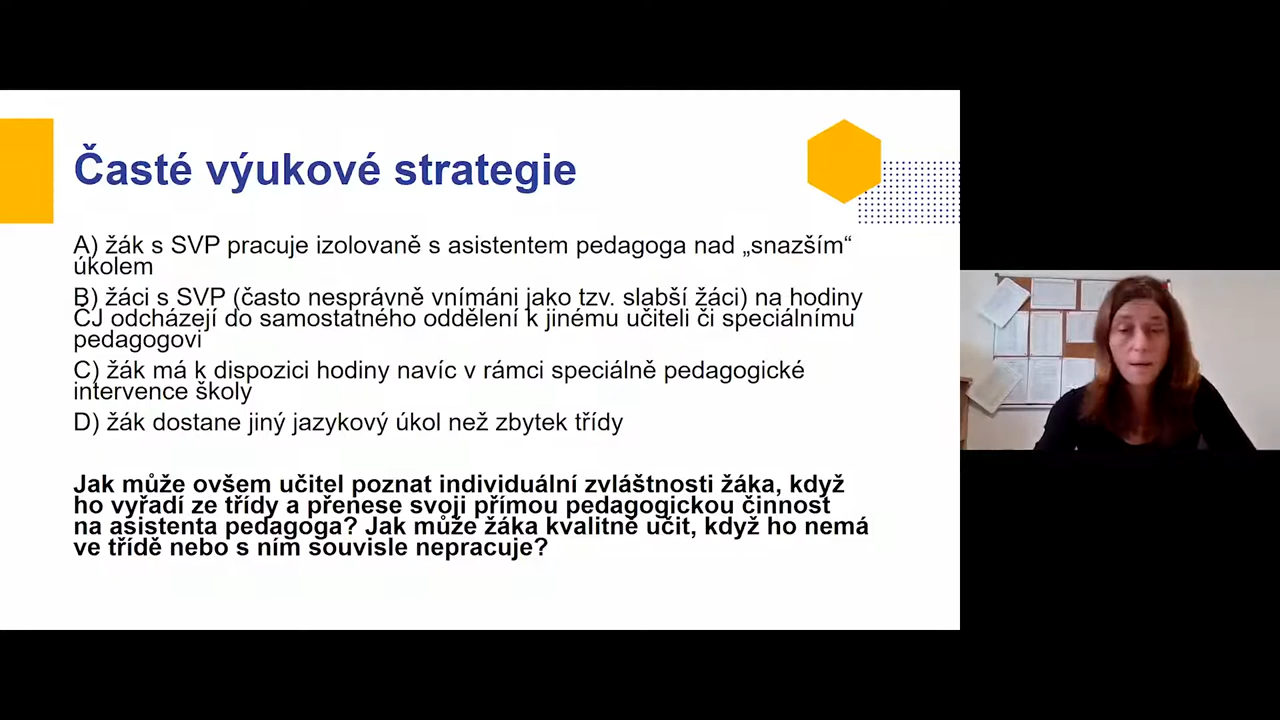 Časté výukové strategie
A) žák s SVP pracuje izolovaně s asistentem pedagoga nad „snazším“
úkolem
B) žáci s SVP (často nesprávně vnímáni jako tzv. slabší žáci) na hodiny
ČJ odcházejí do samostatného oddělení k jinému učiteli či speciálnímu
pedagogovi
C) žák má k dispozici hodiny navíc v rámci speciálně pedagogické
intervence školy
D) žák dostane jiný jazykový úkol než zbytek třídy
Jak může ovšem učitel poznat individuální zvláštnosti žáka, když
ho vyřadí ze třídy a přenese svoji přímou pedagogickou činnost
na asistenta pedagoga? Jak může žáka kvalitně učit, když ho nemá
ve třídě nebo s ním souvisle nepracuje?